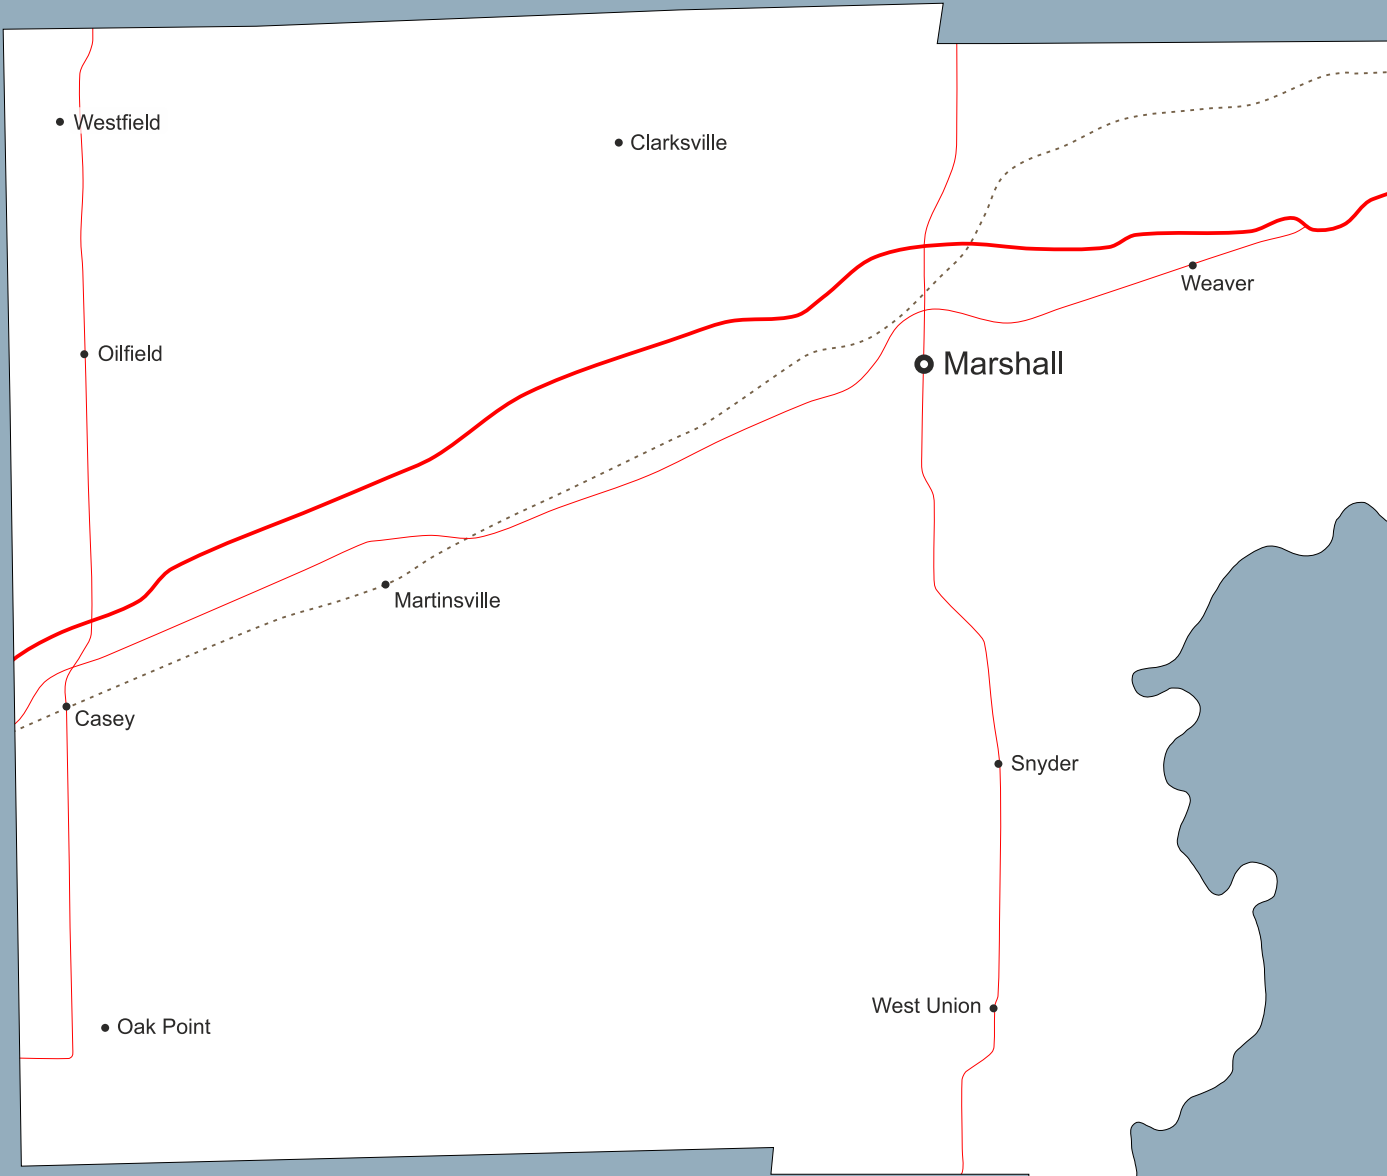 Westfield
Clarksville
Weaver
Oilfield
Marshall
Martinsville
Casey
Snyder
West Union
Oak Point